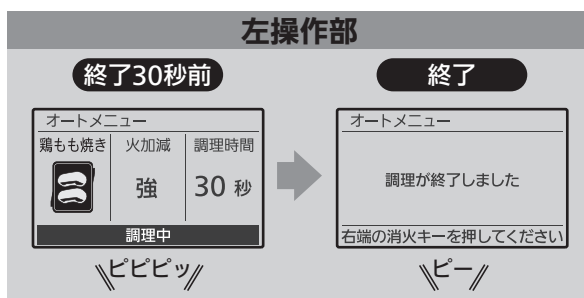 左操作部
終了30秒前
オートメニュー
鶏もも焼き 火加減 調理時間
強 30 秒
調理中
ピピピッ
終了
オートメニュー
調理が終了しました
右端の消火キーを押してください
ピー